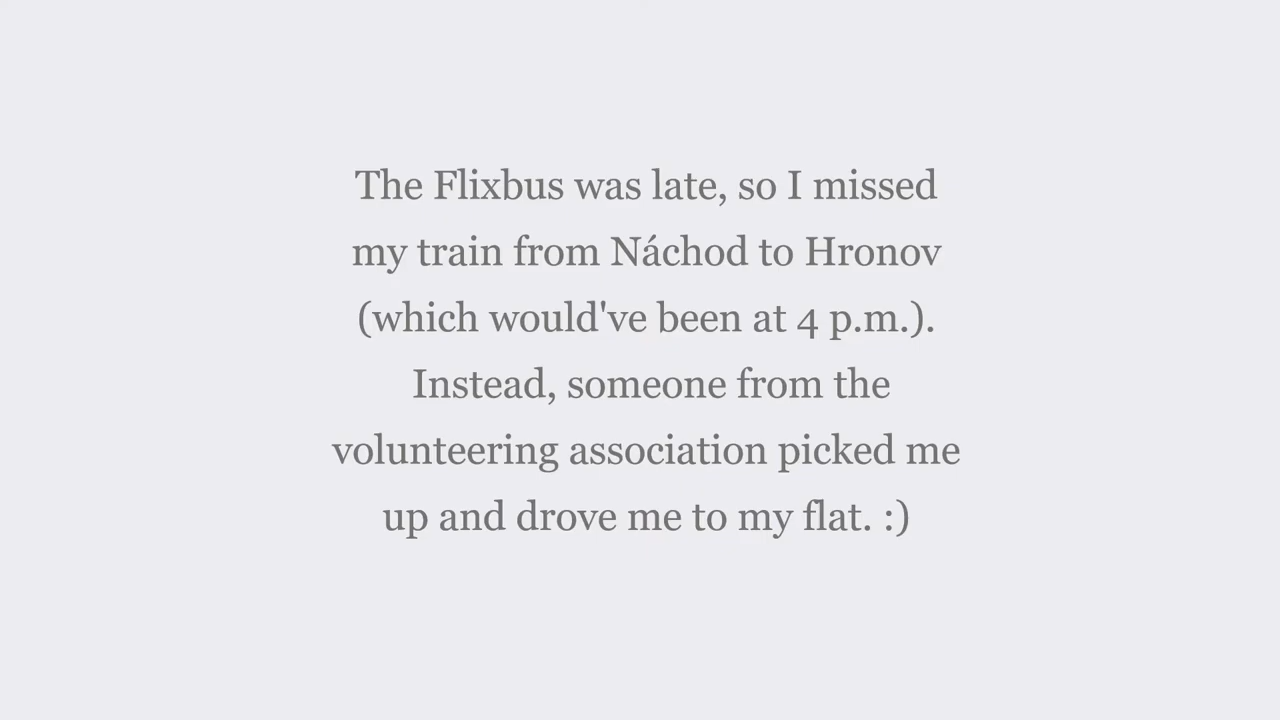 The Flixbus was late, so I missed
my train from Náchod to Hronov
(which would've been at 4 p.m.).
Instead, someone from the
volunteering association picked me
up and drove me to my flat. :)